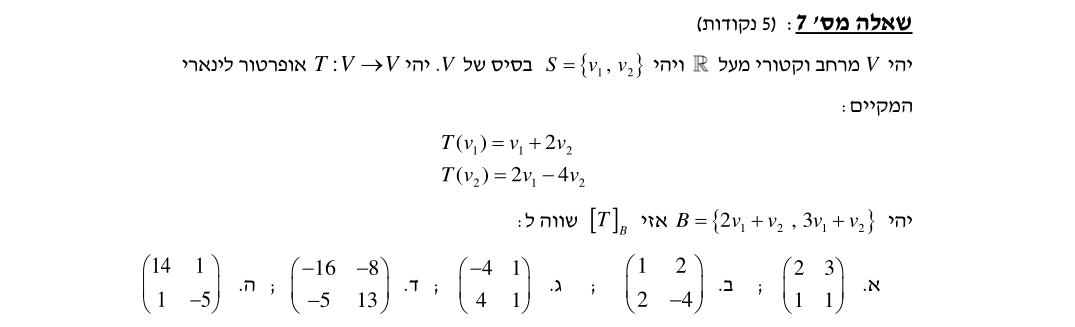 שאלה מס' 7 : (5 נקודות)
יהי V מרחב וקטורי מעל ℝ ויהי S = {v₁ , v₂} בסיס של V. יהי T : V → V אופרטור לינארי
המקיים :
T(v₁) = v₁ + 2v₂
T(v₂) = 2v₁ − 4v₂
יהי B = {2v₁ + v₂ , 3v₁ + v₂} אזי [T]_B שווה ל :
א. (2 3; 1 1) ; ב. (1 2; 2 −4) ; ג. (−4 1; 4 1) ; ד. (−16 −8; −5 13) ; ה. (14 1; 1 −5)